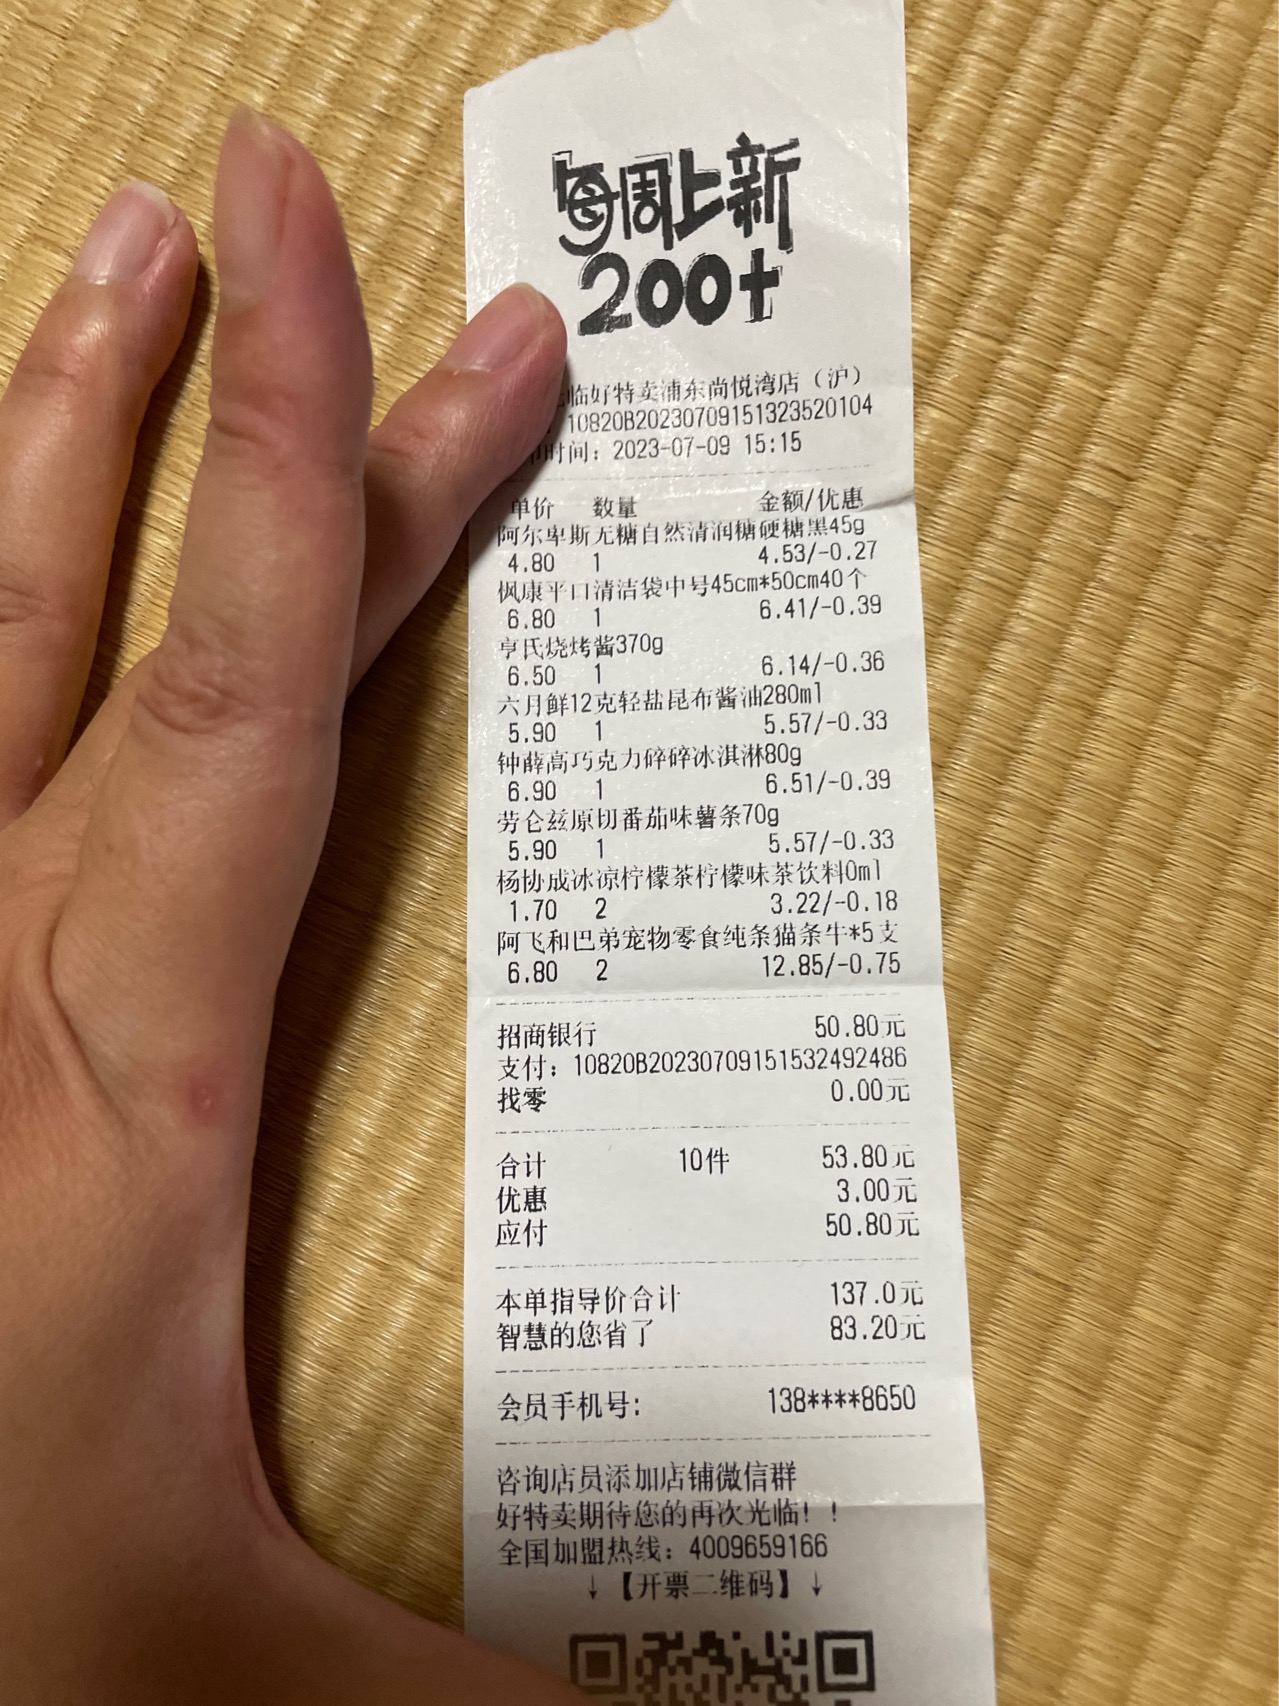 每周上新
200+
临好特卖浦东尚悦湾店（沪）
10820B20230709151323520104
时间：2023-07-09 15:15
单价 数量 金额/优惠
阿尔卑斯无糖自然清润糖硬糖黑45g
4.80 1 4.53/-0.27
枫康平口清洁袋中号45cm*50cm40个
6.80 1 6.41/-0.39
亨氏烧烤酱370g
6.50 1 6.14/-0.36
六月鲜12克轻盐昆布酱油280ml
5.90 1 5.57/-0.33
钟薛高巧克力碎碎冰淇淋80g
6.90 1 6.51/-0.39
劳仑兹原切番茄味薯条70g
5.90 1 5.57/-0.33
杨协成冰凉柠檬茶柠檬味茶饮料0ml
1.70 2 3.22/-0.18
阿飞和巴弟宠物零食纯条猫条牛*5支
6.80 2 12.85/-0.75
招商银行 50.80元
支付：10820B20230709151532492486
找零 0.00元
合计 10件 53.80元
优惠 3.00元
应付 50.80元
本单指导价合计 137.0元
智慧的您省了 83.20元
会员手机号: 138****8650
咨询店员添加店铺微信群
好特卖期待您的再次光临！！
全国加盟热线：4009659166
↓【开票二维码】↓